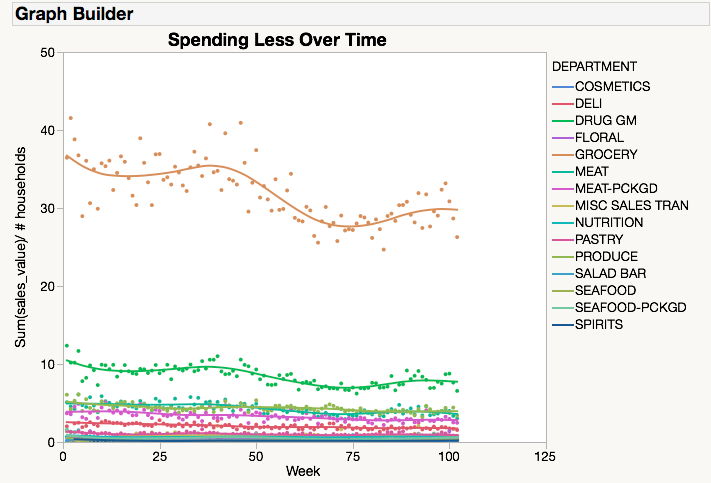 Graph Builder
Spending Less Over Time
Sum(sales_value)/ # households
50
40
30
20
10
0
0 25 50 75 100 125
Week
DEPARTMENT
COSMETICS
DELI
DRUG GM
FLORAL
GROCERY
MEAT
MEAT-PCKGD
MISC SALES TRAN
NUTRITION
PASTRY
PRODUCE
SALAD BAR
SEAFOOD
SEAFOOD-PCKGD
SPIRITS